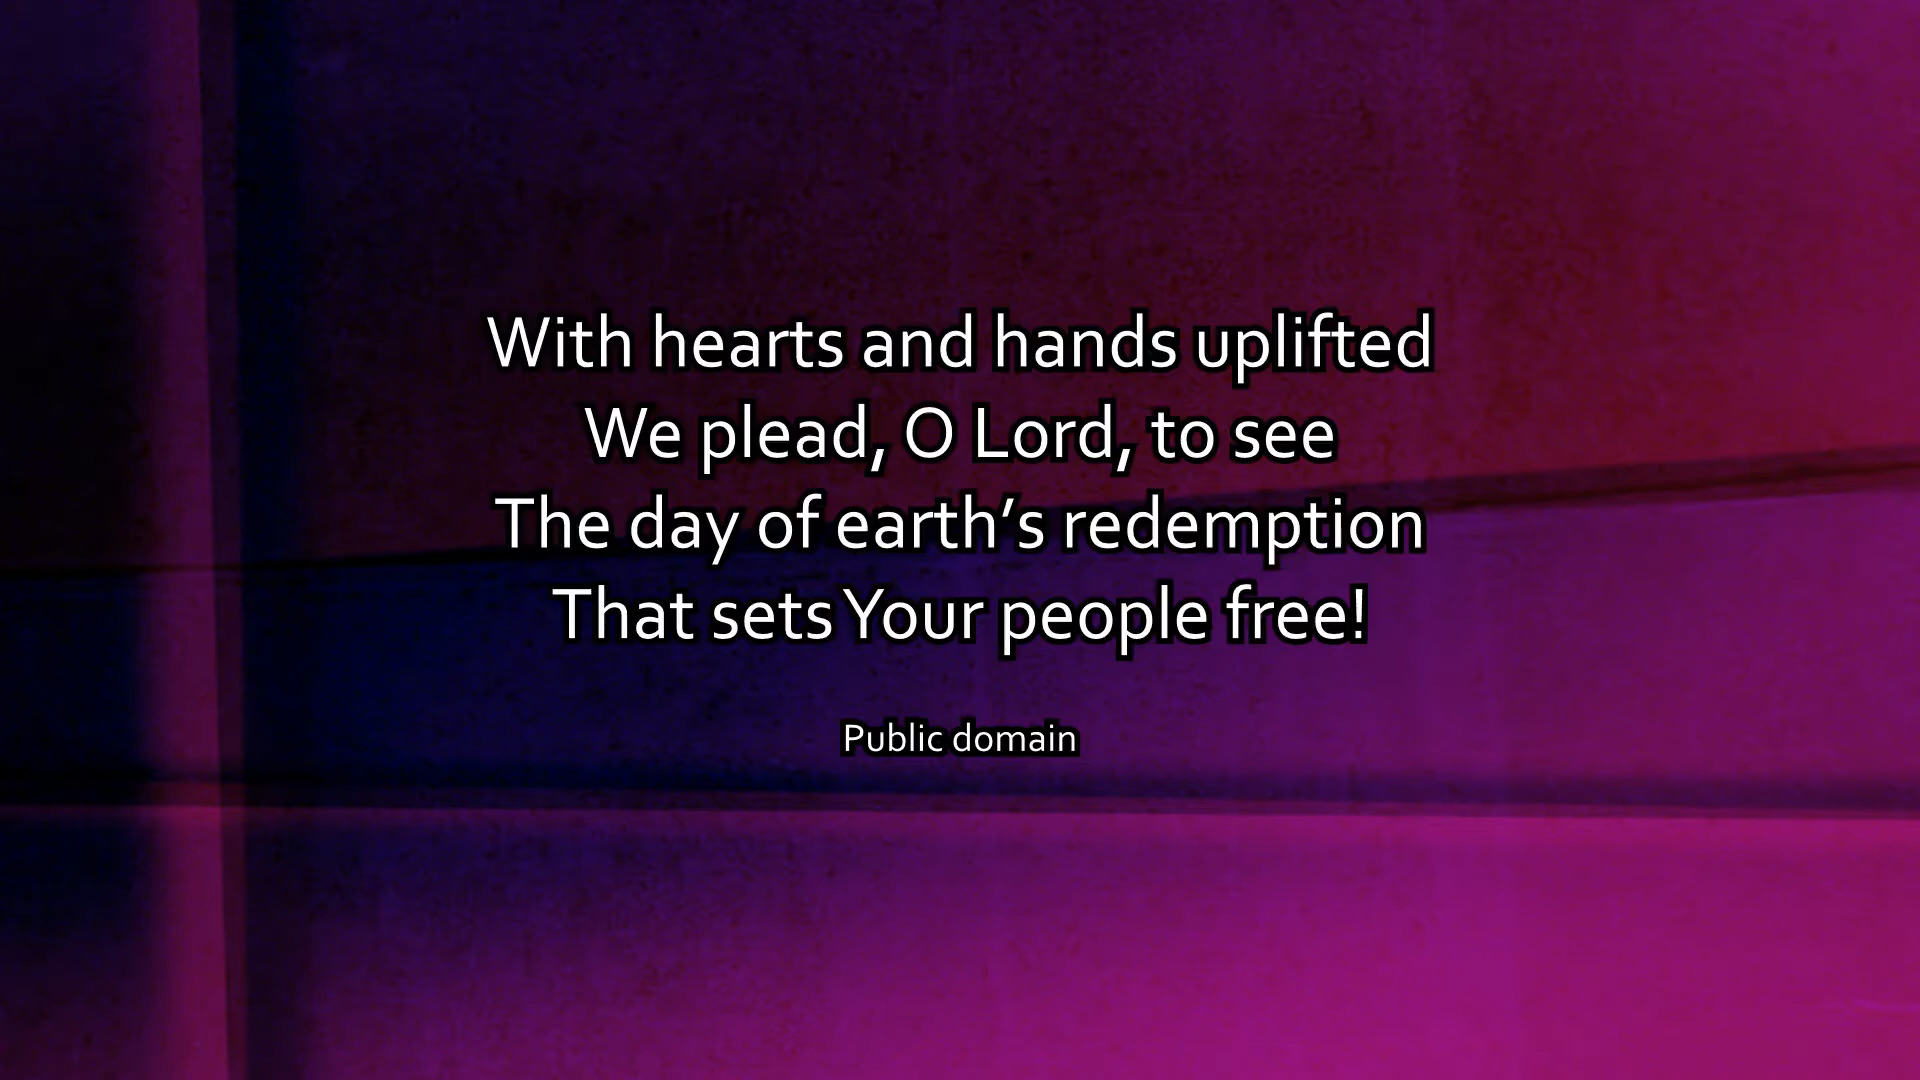 With hearts and hands uplifted
We plead, O Lord, to see
The day of earth’s redemption
That sets Your people free!
Public domain